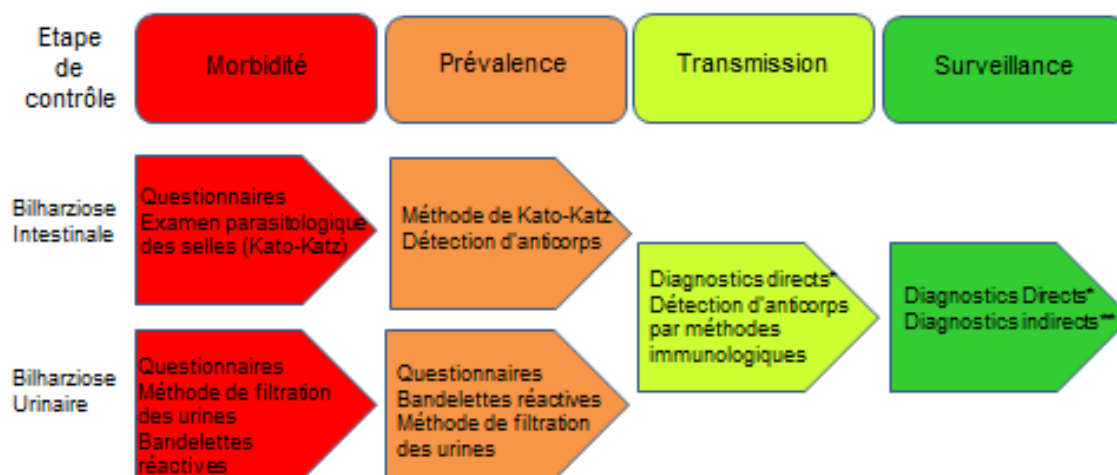 Etape
de
contrôle
Morbidité
Prévalence
Transmission
Surveillance
Bilharziose
Intestinale
Questionnaires
Examen parasitologique
des selles (Kato-Katz)
Méthode de Kato-Katz
Détection d'anticorps
Diagnostics directs*
Détection d'anticorps
par méthodes
immunologiques
Diagnostics Directs*
Diagnostics indirects**
Bilharziose
Urinaire
Questionnaires
Méthode de filtration
des urines
Bandelettes
réactives
Questionnaires
Bandelettes réactives
Méthode de filtration
des urines